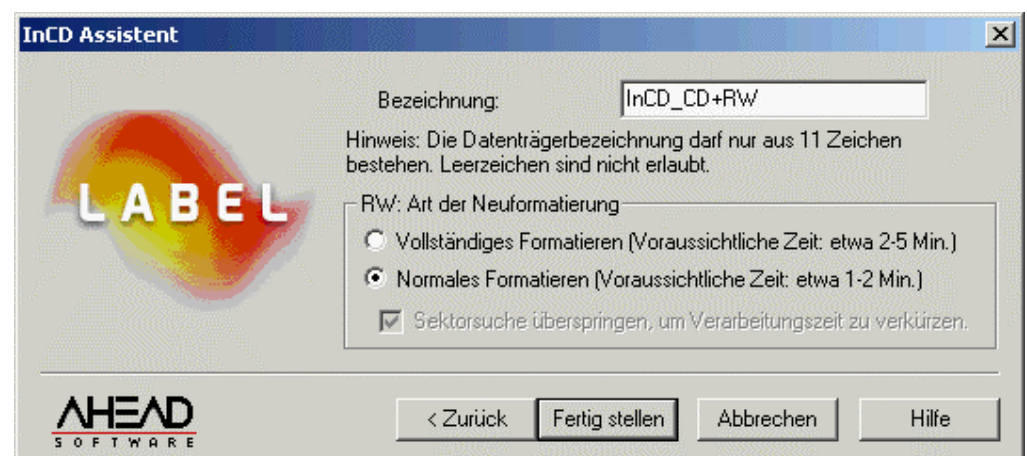 InCD Assistent
Bezeichnung: InCD_CD+RW
Hinweis: Die Datenträgerbezeichnung darf nur aus 11 Zeichen
bestehen. Leerzeichen sind nicht erlaubt.
LABEL
RW: Art der Neuformatierung
Vollständiges Formatieren (Voraussichtliche Zeit: etwa 2-5 Min.)
Normales Formatieren (Voraussichtliche Zeit: etwa 1-2 Min.)
Sektorsuche überspringen, um Verarbeitungszeit zu verkürzen.
AHEAD
SOFTWARE
< Zurück Fertig stellen Abbrechen Hilfe